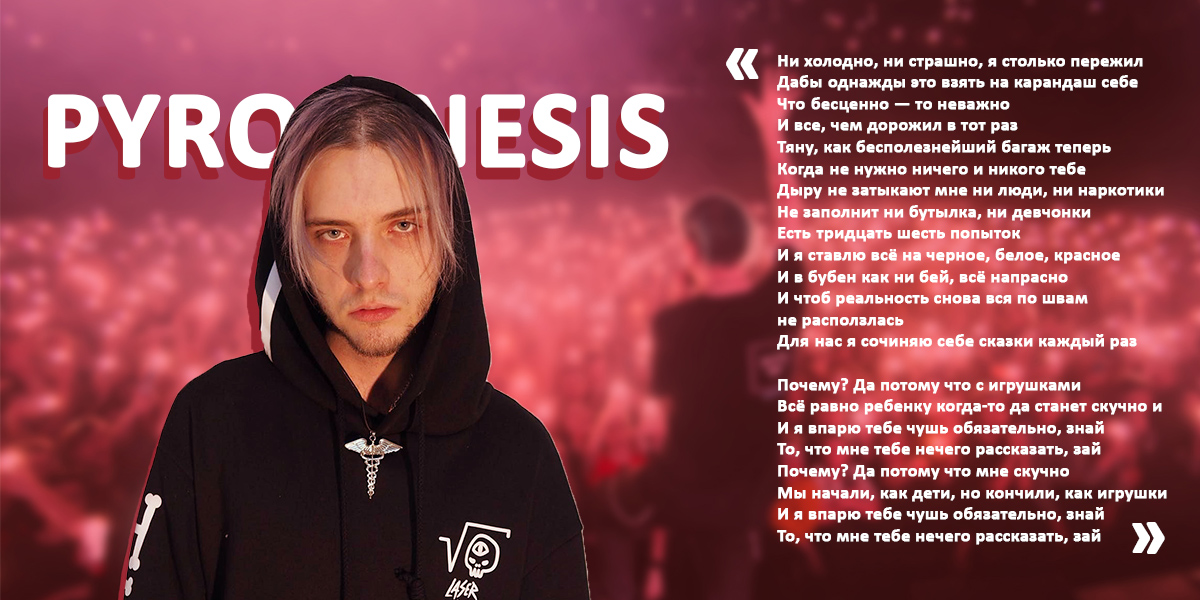 PYRO NESIS
«
Ни холодно, ни страшно, я столько пережил
Дабы однажды это взять на карандаш себе
Что бесценно — то неважно
И все, чем дорожил в тот раз
Тяну, как бесполезнейший багаж теперь
Когда не нужно ничего и никого тебе
Дыру не затыкают мне ни люди, ни наркотики
Не заполнит ни бутылка, ни девчонки
Есть тридцать шесть попыток
И я ставлю всё на черное, белое, красное
И в бубен как ни бей, всё напрасно
И чтоб реальность снова вся по швам
не расползлась
Для нас я сочиняю себе сказки каждый раз
Почему? Да потому что с игрушками
Всё равно ребенку когда-то да станет скучно и
И я впарю тебе чушь обязательно, знай
То, что мне тебе нечего рассказать, зай
Почему? Да потому что мне скучно
Мы начали, как дети, но кончили, как игрушки
И я впарю тебе чушь обязательно, знай
То, что мне тебе нечего рассказать, зай
»
LASER